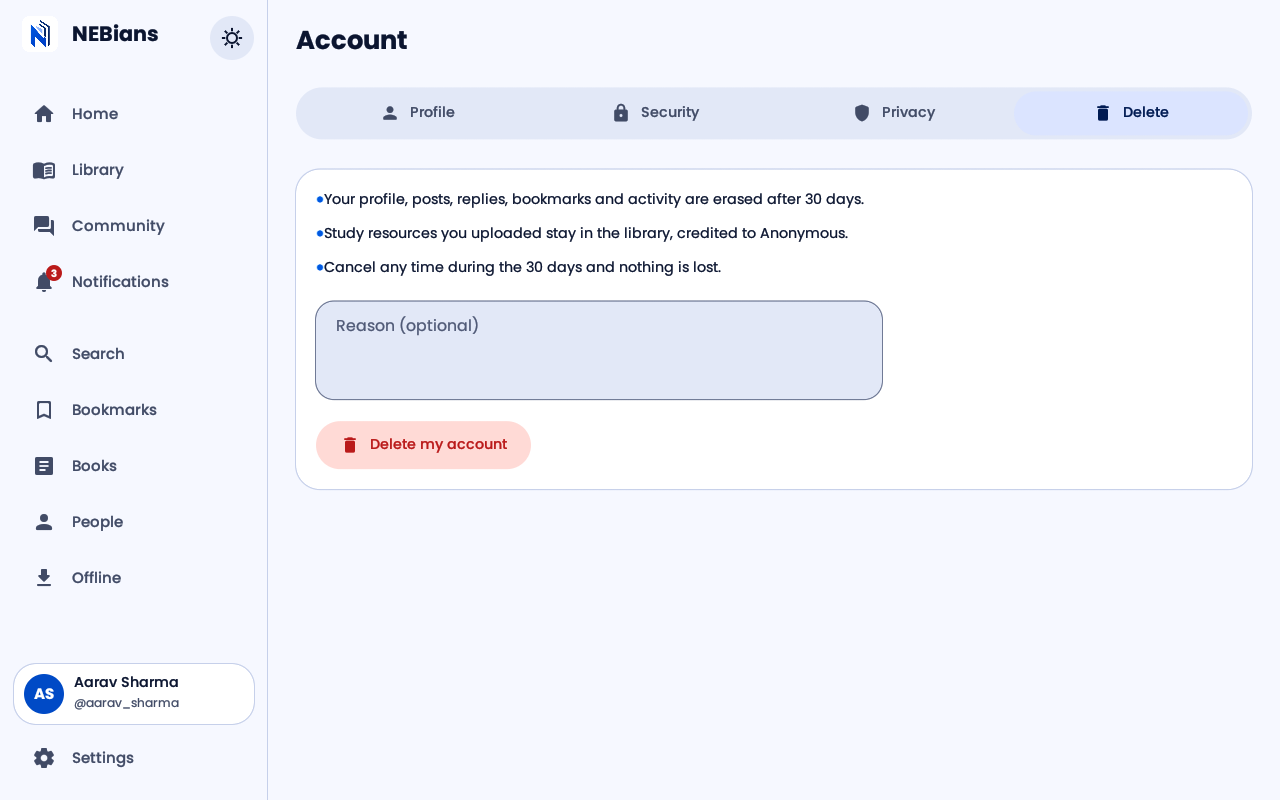 NEBians
Home
Library
Community
3
Notifications
Search
Bookmarks
Books
People
Offline
AS
Aarav Sharma
@aarav_sharma
Settings
Account
Profile
Security
Privacy
Delete
•Your profile, posts, replies, bookmarks and activity are erased after 30 days.
•Study resources you uploaded stay in the library, credited to Anonymous.
•Cancel any time during the 30 days and nothing is lost.
Reason (optional)
Delete my account